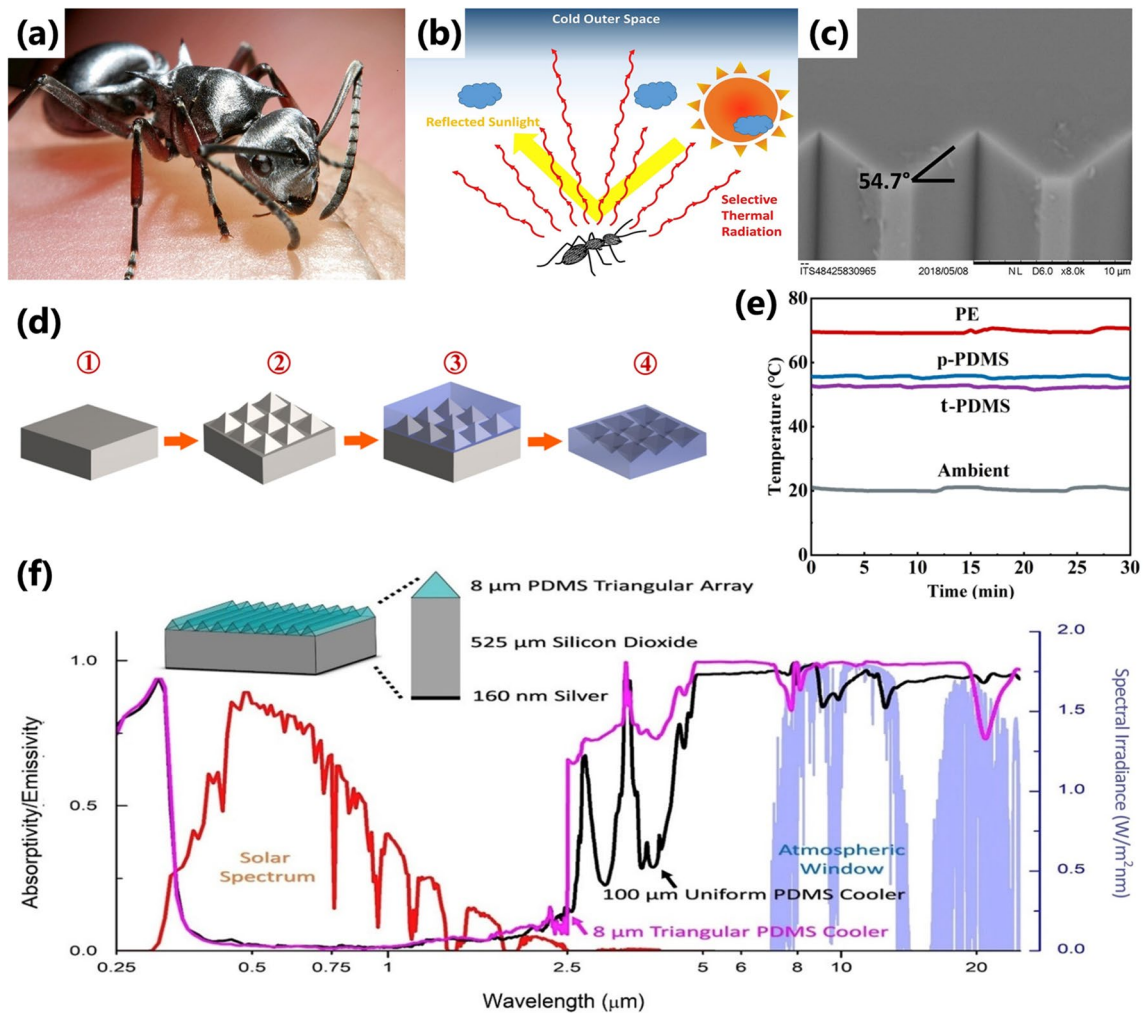 (a)
(b)
Cold Outer Space
Reflected Sunlight
Selective
Thermal
Radiation
(c)
54.7°
ITS48425830965 2018/05/08 NL D6.0 x8.0k 10 μm
(d)
①
②
③
④
(e)
80
60
40
20
0
Temperature (℃)
PE
p-PDMS
t-PDMS
Ambient
0 5 10 15 20 25 30
Time (min)
(f)
8 μm PDMS Triangular Array
525 μm Silicon Dioxide
160 nm Silver
1.0
0.5
0.0
Absorptivity/Emissivity
Solar
Spectrum
Atmospheric
Window
100 μm Uniform PDMS Cooler
8 μm Triangular PDMS Cooler
2.0
1.5
1.0
0.5
0.0
Spectral Irradiance (W/m²nm)
0.25 0.5 0.75 1 2.5 5 6 8 10 20
Wavelength (μm)